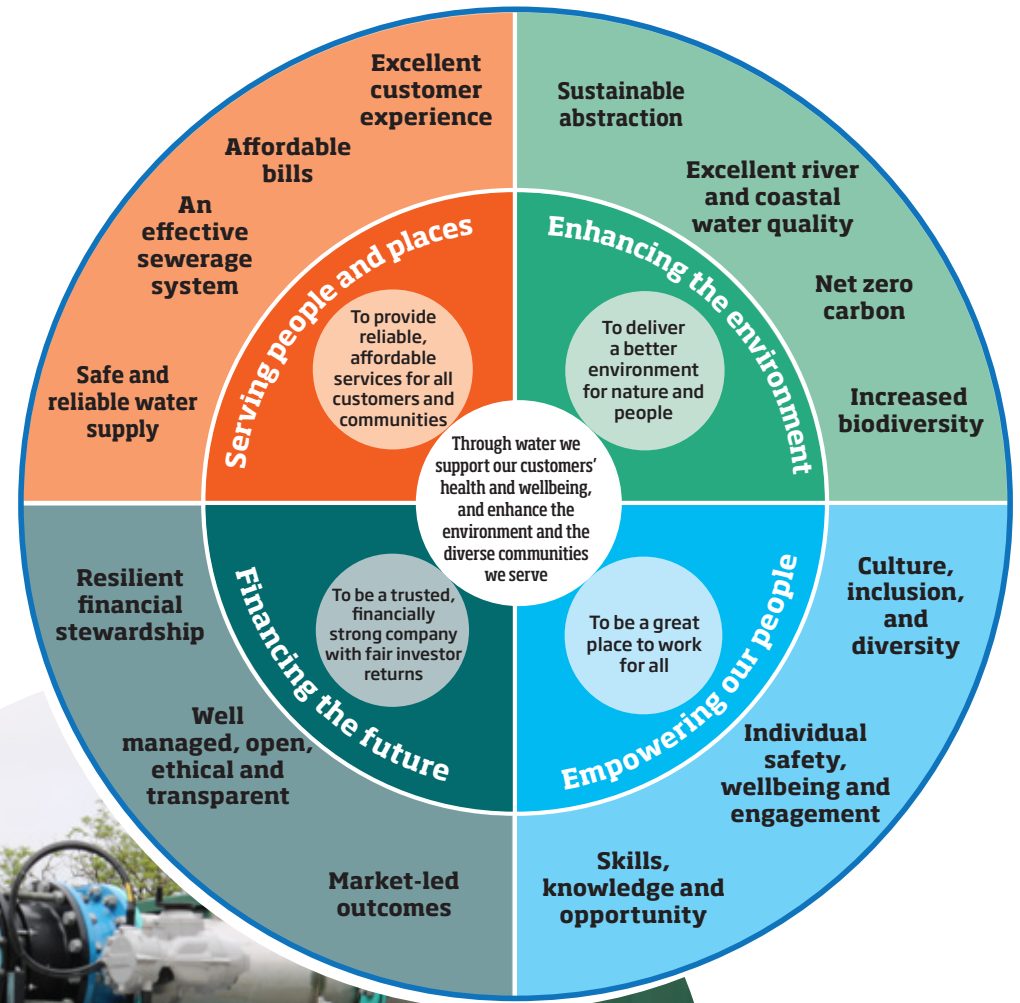 Excellent
customer
experience
Affordable
bills
An
effective
sewerage
system
Safe and
reliable water
supply
Serving people and places
To provide
reliable,
affordable
services for all
customers and
communities
Sustainable
abstraction
Excellent river
and coastal
water quality
Net zero
carbon
Increased
biodiversity
Enhancing the environment
To deliver
a better
environment
for nature and
people
Through water we
support our customers’
health and wellbeing,
and enhance the
environment and the
diverse communities
we serve
Resilient
financial
stewardship
Well
managed, open,
ethical and
transparent
Market-led
outcomes
Financing the future
To be a trusted,
financially
strong company
with fair investor
returns
Culture,
inclusion,
and
diversity
Individual
safety,
wellbeing and
engagement
Skills,
knowledge and
opportunity
Empowering our people
To be a great
place to work
for all